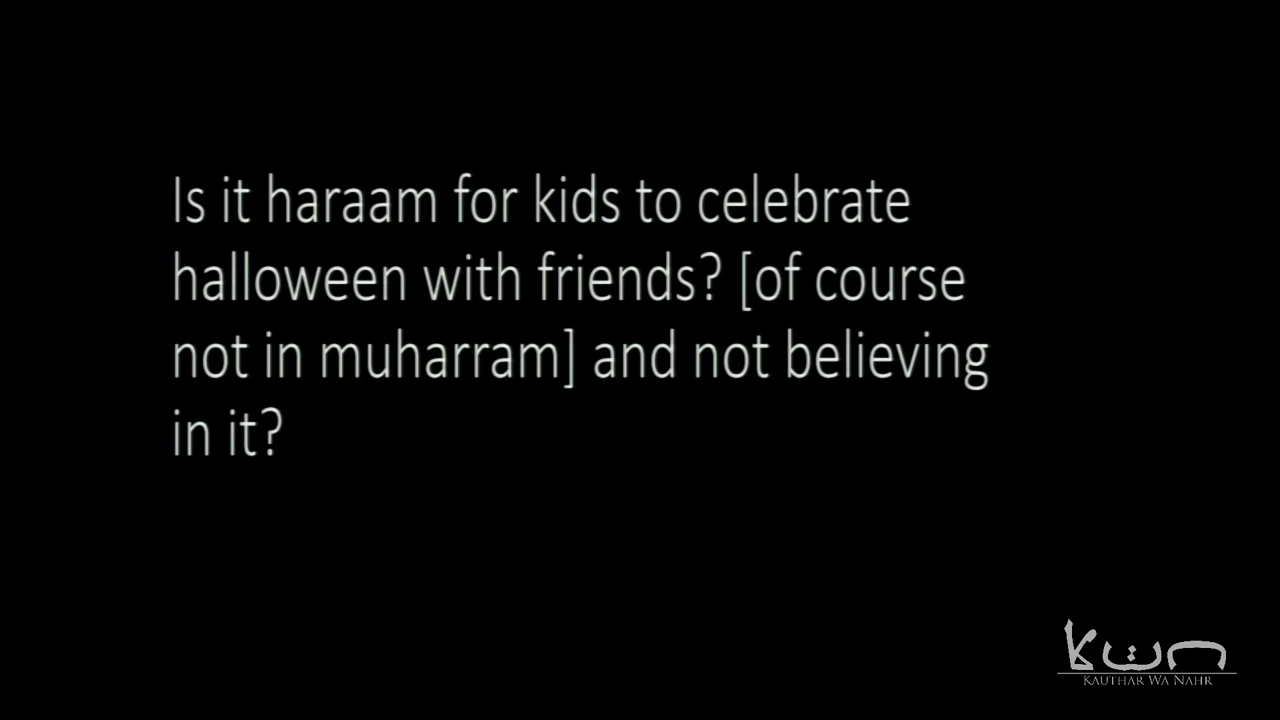 Is it haraam for kids to celebrate
halloween with friends? [of course
not in muharram] and not believing
in it?
KAUTHAR WA NAHR